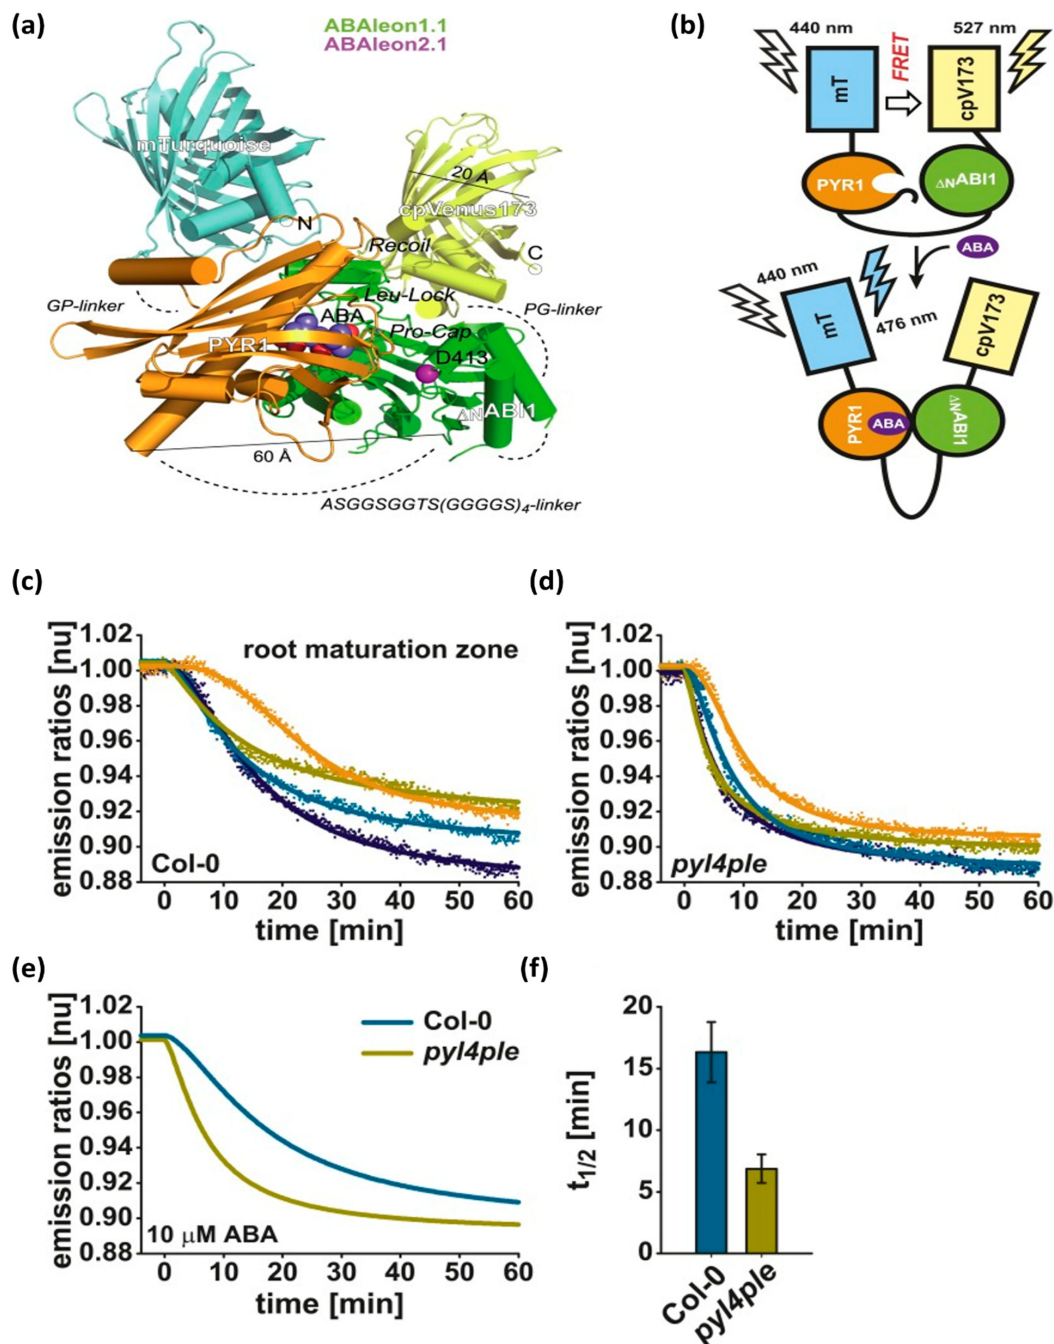 (a)
ABAleon1.1
ABAleon2.1
mTurquoise
20 Å
cpVenus173
N
Recoil
C
GP-linker
Leu-Lock
PG-linker
ABA
Pro-Cap
PYR1
D413
ΔNABI1
60 Å
ASGGSGGTS(GGGGS)4-linker
(b)
440 nm
527 nm
mT
FRET
cpV173
PYR1
ΔNABI1
ABA
440 nm
476 nm
mT
cpV173
PYR1
ABA
ΔNABI1
(c)
emission ratios [nu]
1.02
1.00
0.98
0.96
0.94
0.92
0.90
0.88
root maturation zone
Col-0
0 10 20 30 40 50 60
time [min]
(d)
emission ratios [nu]
1.02
1.00
0.98
0.96
0.94
0.92
0.90
0.88
pyl4ple
0 10 20 30 40 50 60
time [min]
(e)
emission ratios [nu]
1.02
1.00
0.98
0.96
0.94
0.92
0.90
0.88
Col-0
pyl4ple
10 µM ABA
0 10 20 30 40 50 60
time [min]
(f)
t1/2 [min]
20
15
10
5
0
Col-0
pyl4ple